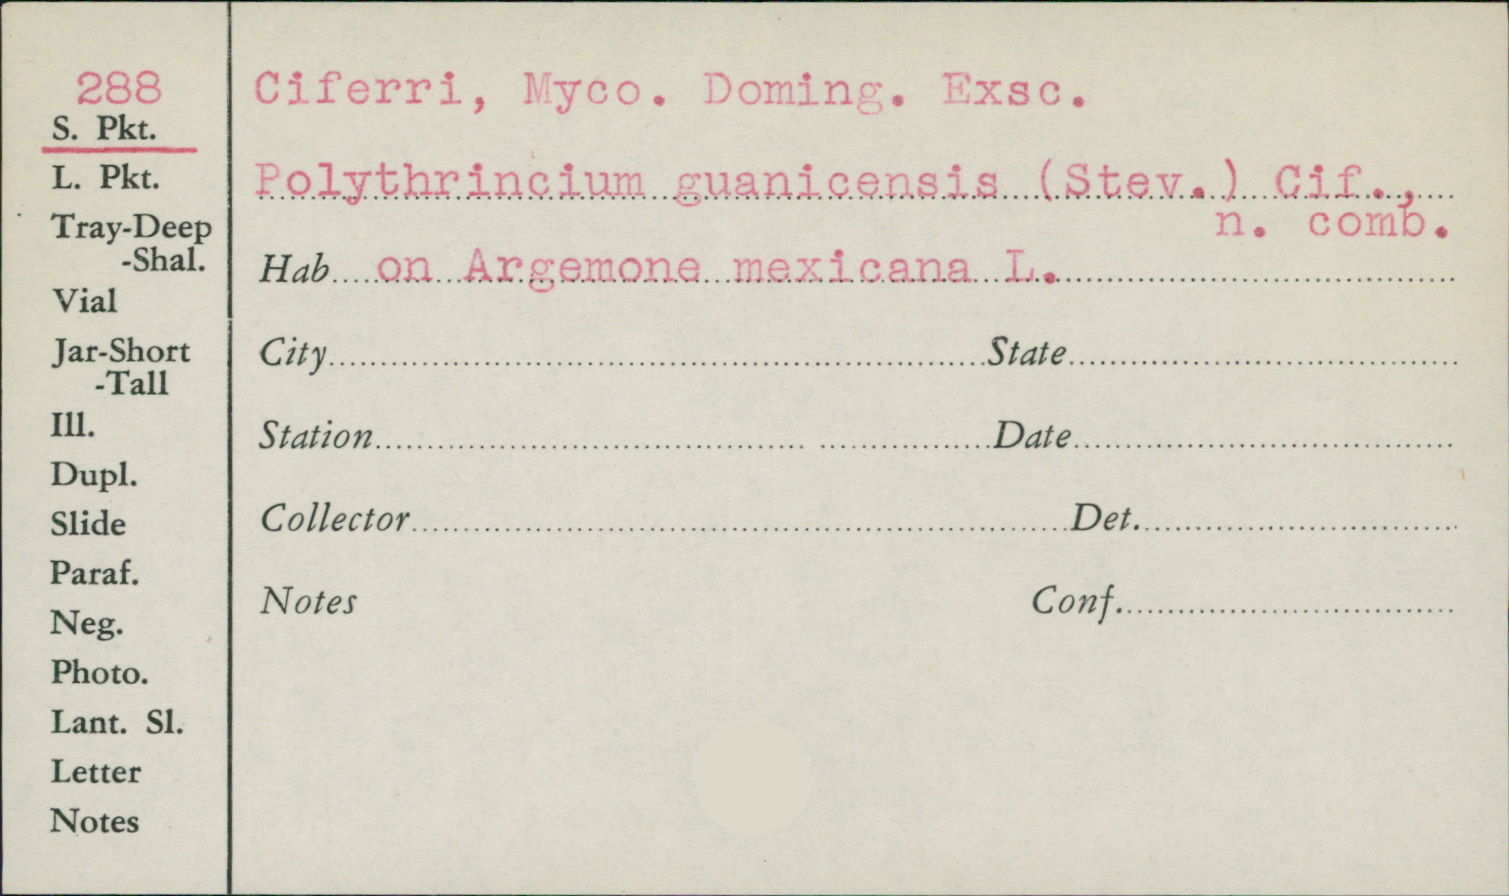 288
S. Pkt.
L. Pkt.
Tray-Deep
-Shal.
Vial
Jar-Short
-Tall
Ill.
Dupl.
Slide
Paraf.
Neg.
Photo.
Lant. Sl.
Letter
Notes
Ciferri, Myco. Doming. Exsc.
Polythrincium guanicensis (Stev.) Cif.,
n. comb.
Hab on Argemone mexicana L.
City State
Station Date
Collector Det.
Notes Conf.